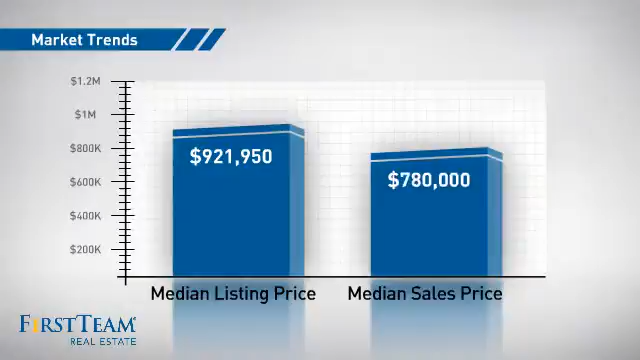 Market Trends
$1.2M
$1M
$800K
$600K
$400K
$200K
$921,950
$780,000
Median Listing Price
Median Sales Price
FIRSTTEAM®
REAL ESTATE